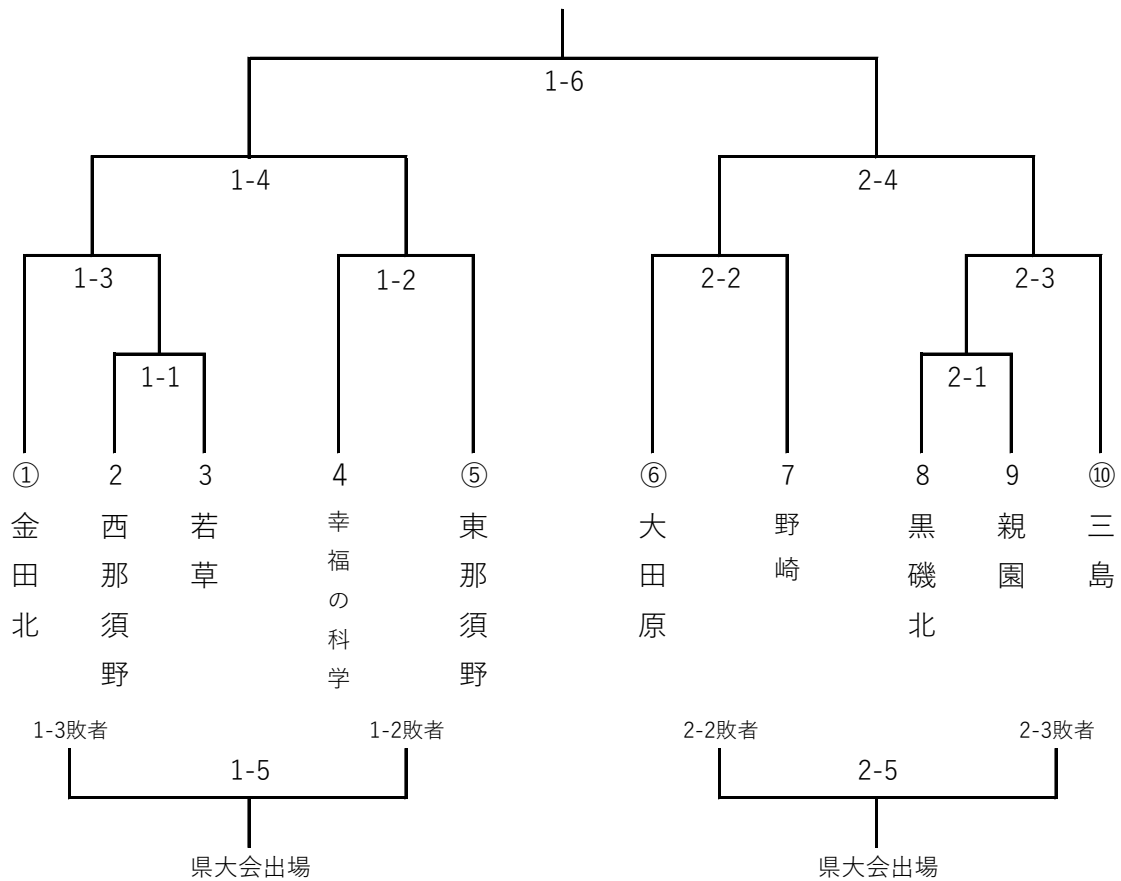 1-6
1-4
2-4
1-3
1-2
2-2
2-3
1-1
2-1
①
2
3
4
⑤
⑥
7
8
9
⑩
金田北
西那須野
若草
幸福の科学
東那須野
大田原
野崎
黒磯北
親園
三島
1-3敗者
1-2敗者
2-2敗者
2-3敗者
1-5
2-5
県大会出場
県大会出場